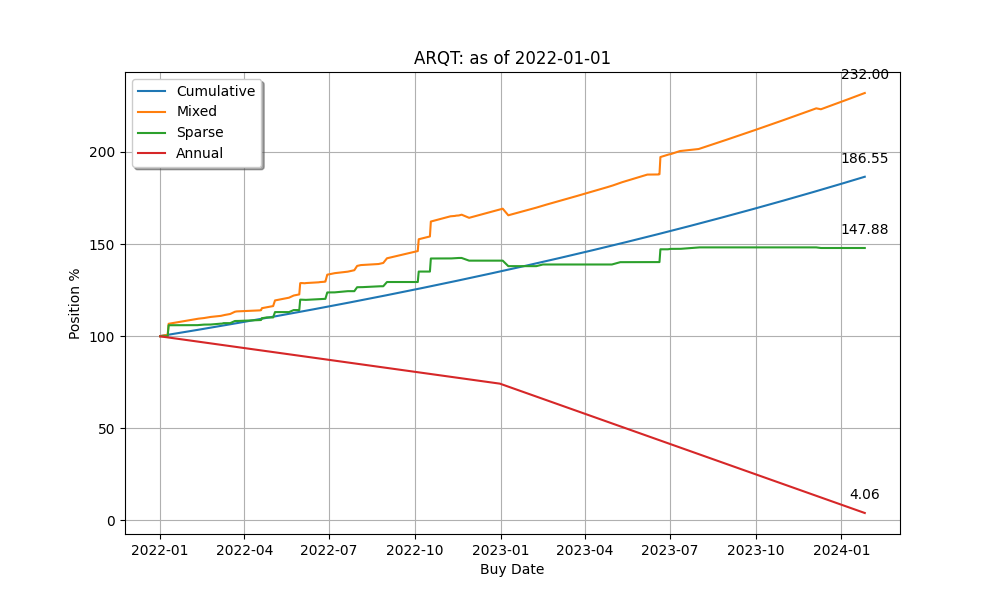 ARQT: as of 2022-01-01
Cumulative
Mixed
Sparse
Annual
232.00
186.55
147.88
4.06
200
150
100
50
0
Position %
2022-01 2022-04 2022-07 2022-10 2023-01 2023-04 2023-07 2023-10 2024-01
Buy Date